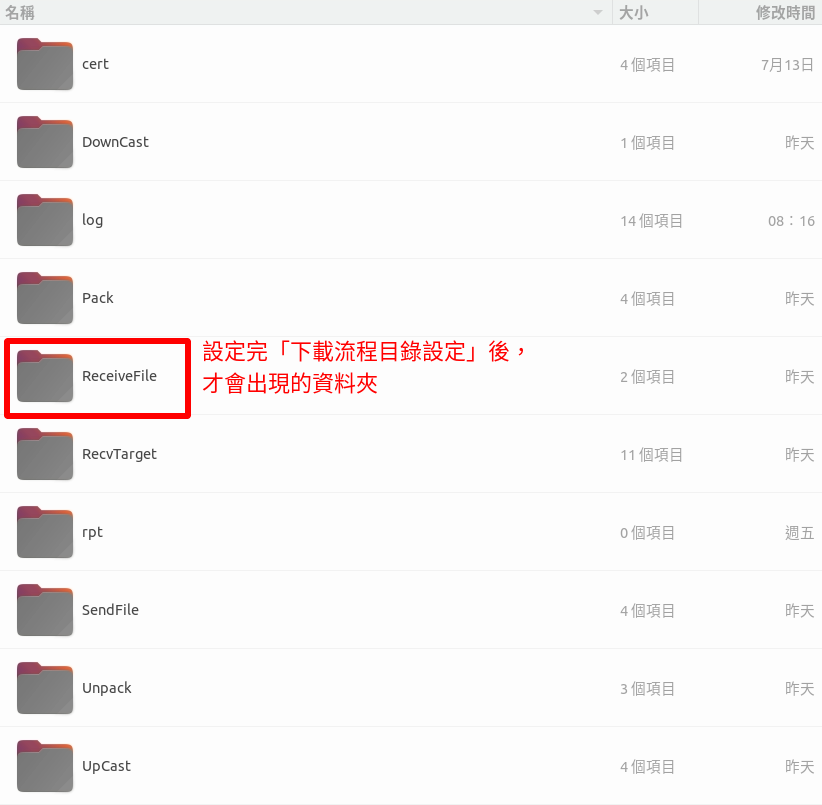 名稱 大小 修改時間
cert 4 個項目 7月13日
DownCast 1 個項目 昨天
log 14 個項目 08：16
Pack 4 個項目 昨天
設定完「下載流程目錄設定」後，
ReceiveFile 才會出現的資料夾 2 個項目 昨天
RecvTarget 11 個項目 昨天
rpt 0 個項目 週五
SendFile 4 個項目 昨天
Unpack 3 個項目 昨天
UpCast 4 個項目 昨天